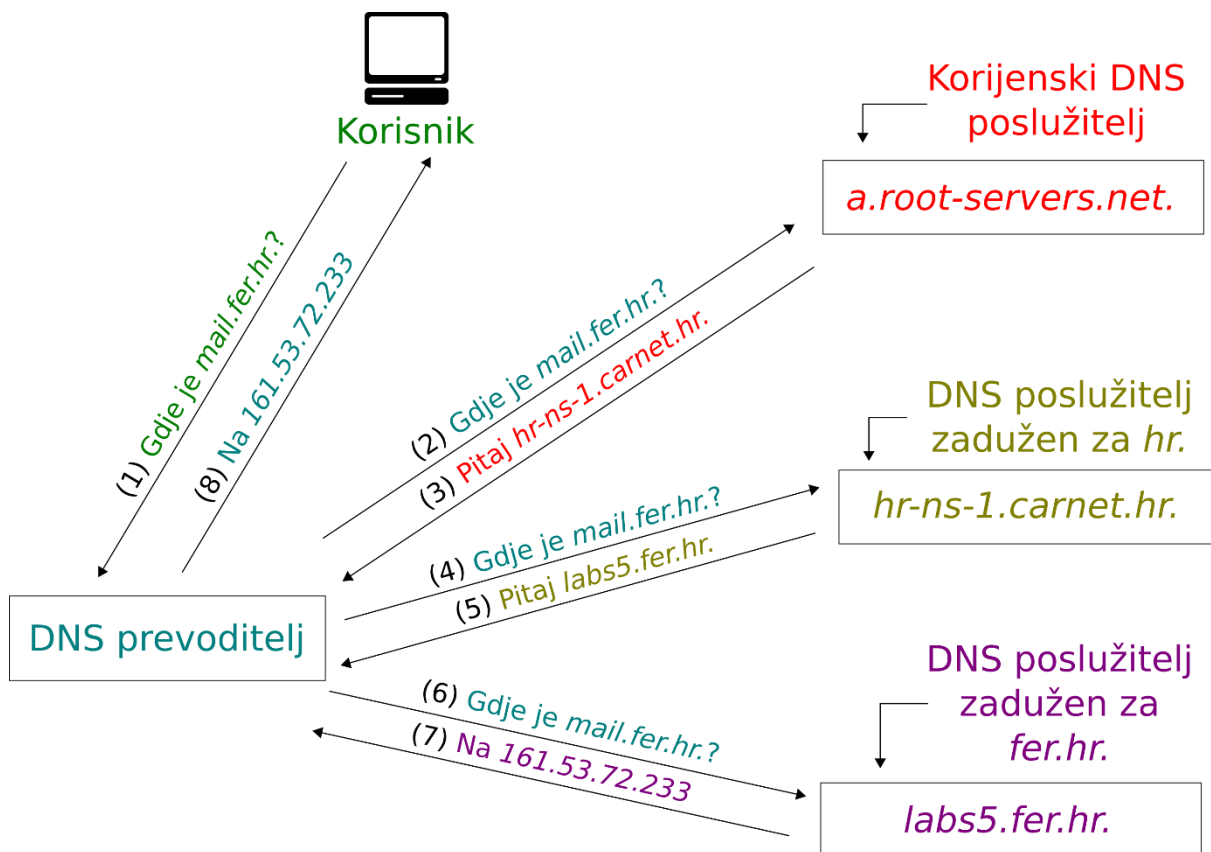 Korisnik
Korijenski DNS
poslužitelj
a.root-servers.net.
(1) Gdje je mail.fer.hr.?
(8) Na 161.53.72.233
(2) Gdje je mail.fer.hr.?
(3) Pitaj hr-ns-1.carnet.hr.
DNS poslužitelj
zadužen za hr.
hr-ns-1.carnet.hr.
(4) Gdje je mail.fer.hr.?
(5) Pitaj labs5.fer.hr.
DNS prevoditelj
DNS poslužitelj
zadužen za
fer.hr.
(6) Gdje je mail.fer.hr.?
(7) Na 161.53.72.233
labs5.fer.hr.